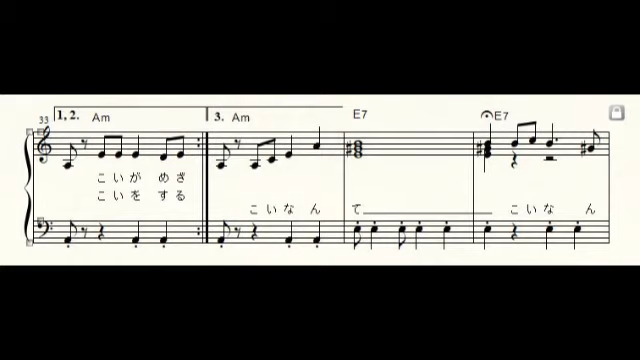 33 1, 2. Am 3. Am E7 E7
こいが めざ
こいを する
こいなん て こいな ん